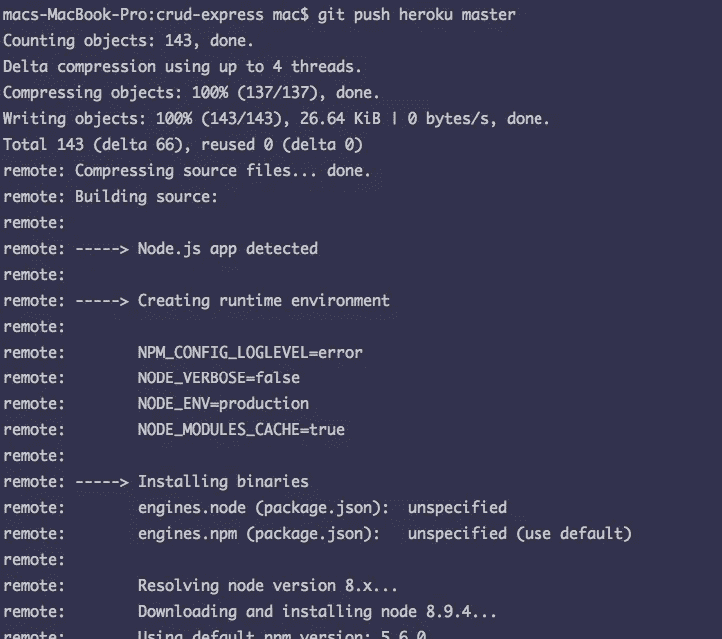 macs-MacBook-Pro:crud-express mac$ git push heroku master
Counting objects: 143, done.
Delta compression using up to 4 threads.
Compressing objects: 100% (137/137), done.
Writing objects: 100% (143/143), 26.64 KiB | 0 bytes/s, done.
Total 143 (delta 66), reused 0 (delta 0)
remote: Compressing source files... done.
remote: Building source:
remote:
remote: -----> Node.js app detected
remote:
remote: -----> Creating runtime environment
remote:
remote:        NPM_CONFIG_LOGLEVEL=error
remote:        NODE_VERBOSE=false
remote:        NODE_ENV=production
remote:        NODE_MODULES_CACHE=true
remote:
remote: -----> Installing binaries
remote:        engines.node (package.json):  unspecified
remote:        engines.npm (package.json):   unspecified (use default)
remote:
remote:        Resolving node version 8.x...
remote:        Downloading and installing node 8.9.4...
remote:        Using default npm version: 5.6.0